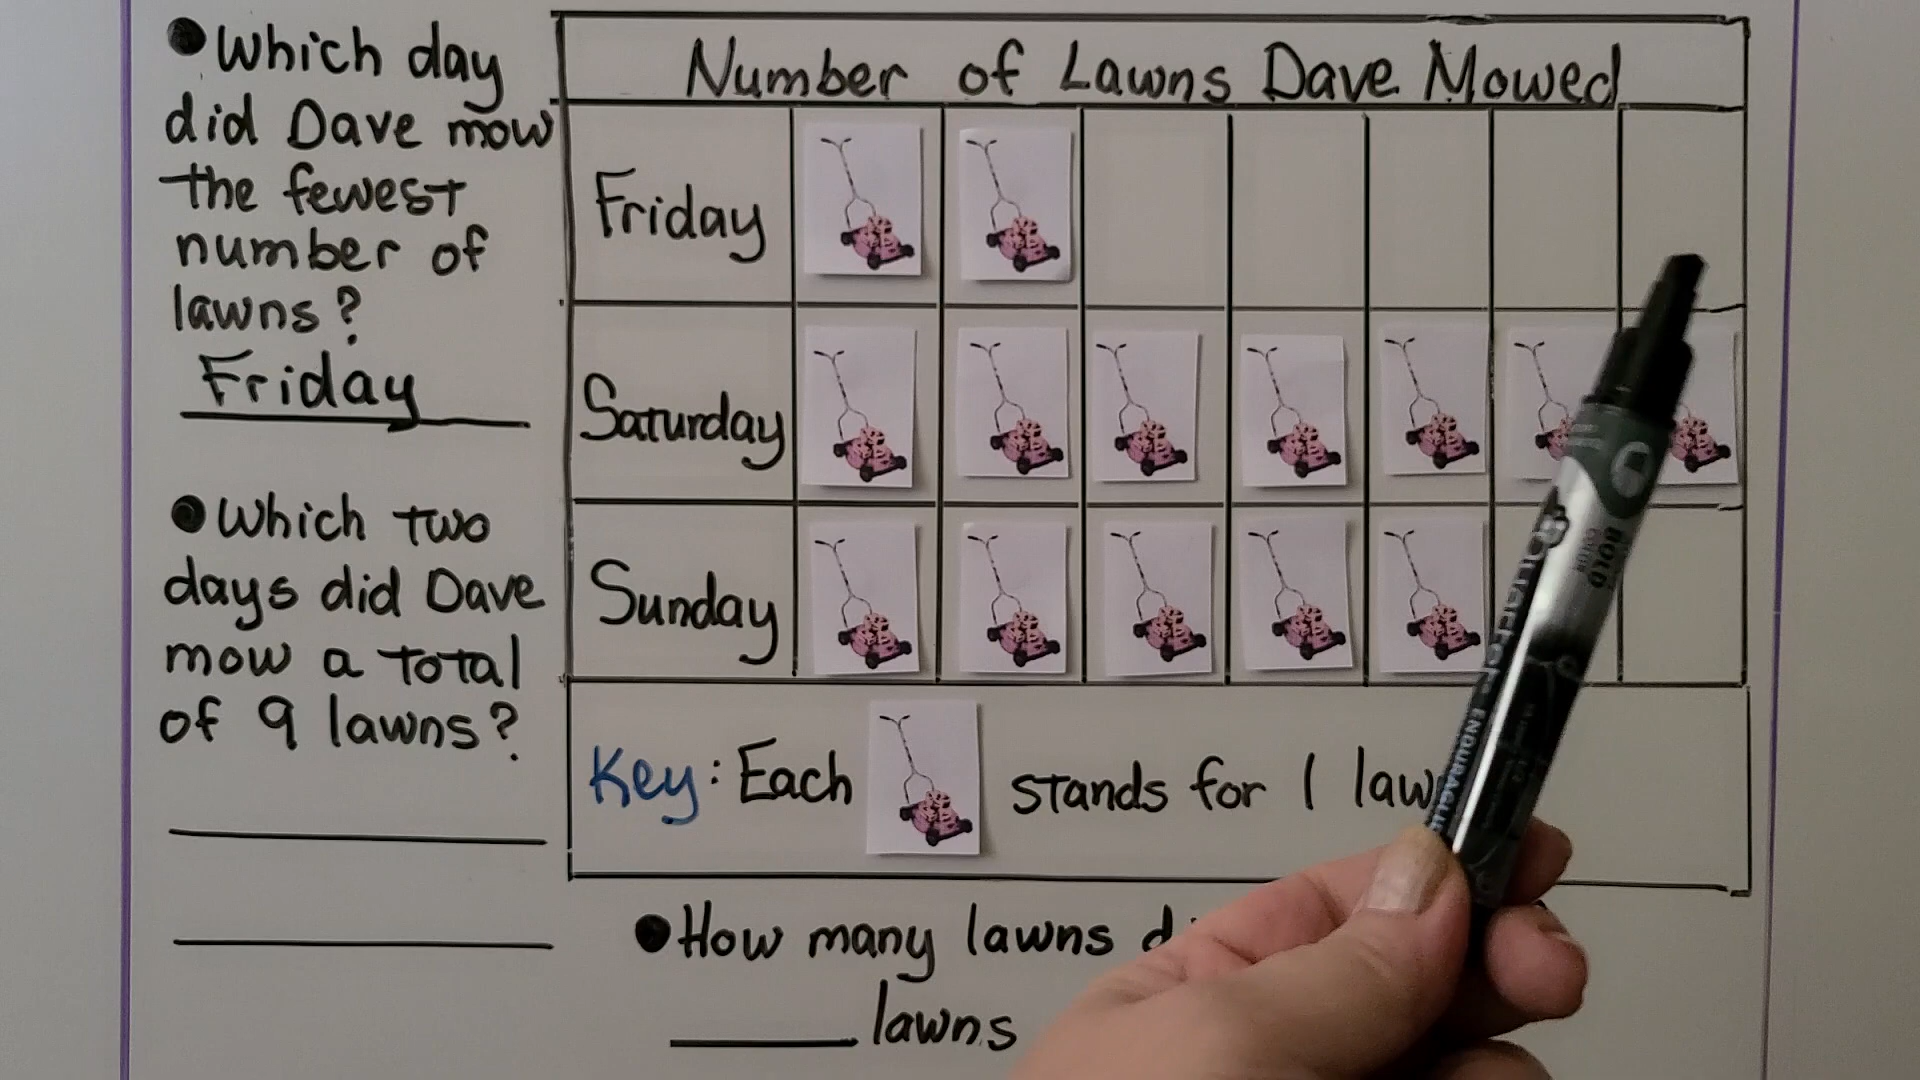 Number of Lawns Dave Mowed
Friday
Saturday
Sunday
Key: Each stands for 1
• Which day
did Dave mow
the fewest
number of
lawns?
Friday
• Which two
days did Dave
mow a total
of 9 lawns?
• How many lawns
lawns
BOLD